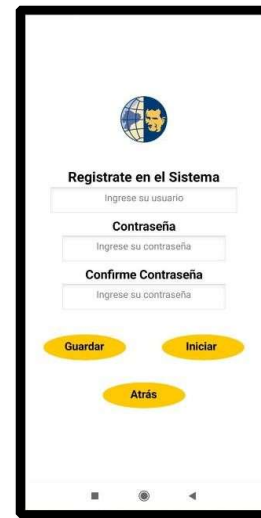 Registrate en el Sistema
Ingrese su usuario
Contraseña
Ingrese su contraseña
Confirme Contraseña
Ingrese su contraseña
Guardar Iniciar
Atrás